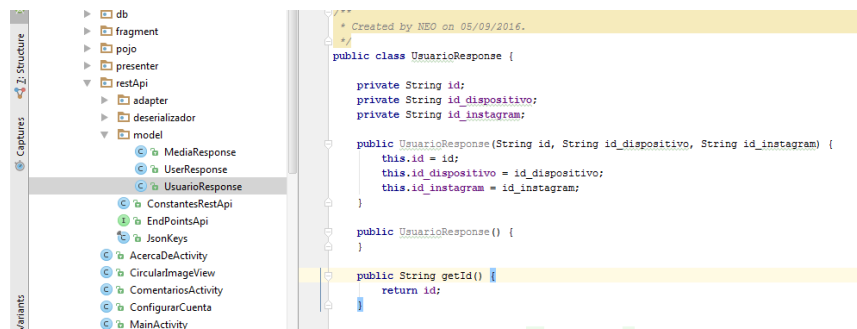 db
fragment
pojo
presenter
restApi
adapter
deserializador
model
MediaResponse
UserResponse
UsuarioResponse
ConstantesRestApi
EndPointsApi
JsonKeys
AcercaDeActivity
CircularImageView
ComentariosActivity
ConfigurarCuenta
MainActivity
Z: Structure
Captures
Variants
/**
* Created by NEO on 05/09/2016.
*/
public class UsuarioResponse {
private String id;
private String id_dispositivo;
private String id_instagram;
public UsuarioResponse(String id, String id_dispositivo, String id_instagram) {
this.id = id;
this.id_dispositivo = id_dispositivo;
this.id_instagram = id_instagram;
}
public UsuarioResponse() {
}
public String getId() {
return id;
}